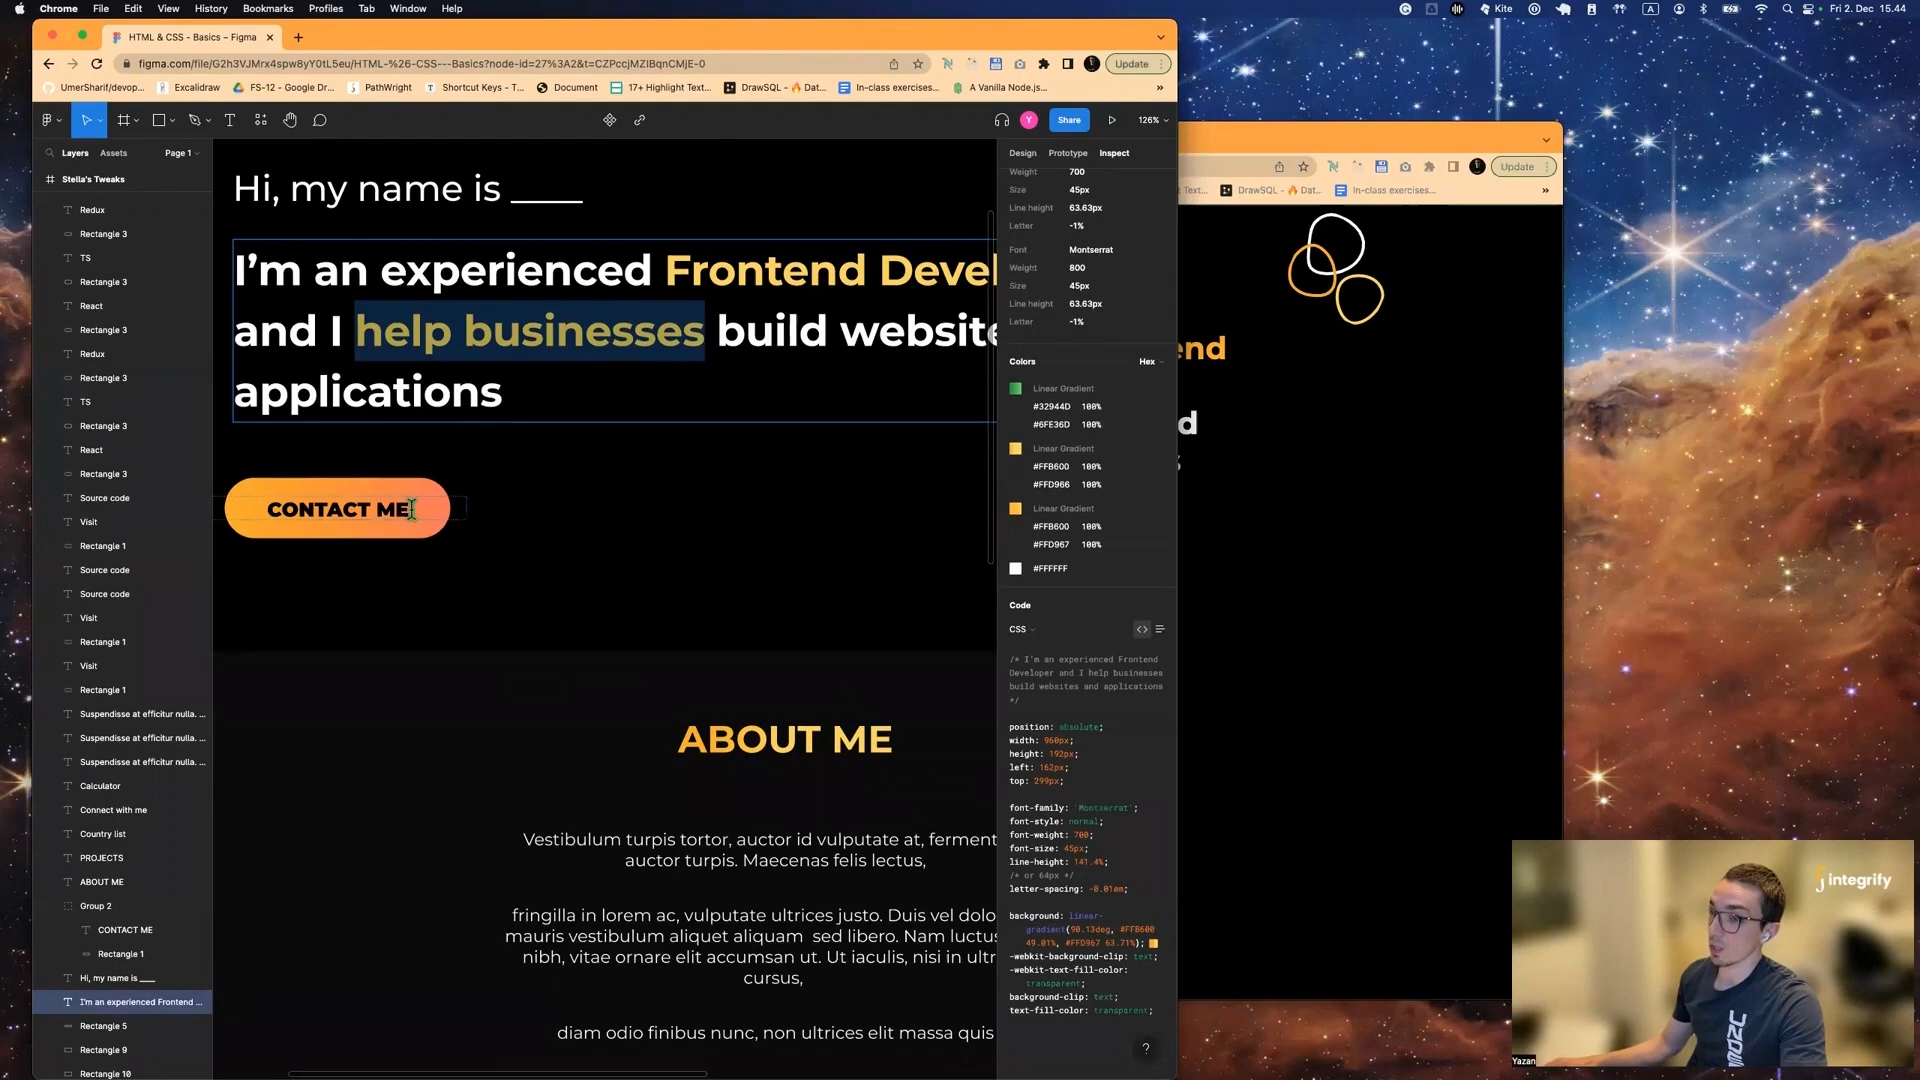 Chrome File Edit View History Bookmarks Profiles Tab Window Help
Kite
A
Fri 2. Dec 15.44
HTML & CSS - Basics – Figma
figma.com/file/G2h3VJMrx4spw8yY0tL5eu/HTML-%26-CSS---Basics?node-id=27%3A2&t=CZPccjMZIBqnCMjE-0
Update
UmerSharif/devop...
Excalidraw
FS-12 - Google Dr...
PathWright
Shortcut Keys - T...
Document
17+ Highlight Text...
DrawSQL - 🔥 Dat...
In-class exercises...
A Vanilla Node.js...
»
Y
Share
126%
Layers
Assets
Page 1
Stella's Tweaks
Redux
Rectangle 3
TS
Rectangle 3
React
Rectangle 3
Redux
Rectangle 3
TS
Rectangle 3
React
Rectangle 3
Source code
Visit
Rectangle 1
Source code
Source code
Visit
Rectangle 1
Visit
Rectangle 1
Suspendisse at efficitur nulla. ...
Suspendisse at efficitur nulla. ...
Suspendisse at efficitur nulla. ...
Calculator
Connect with me
Country list
PROJECTS
ABOUT ME
Group 2
CONTACT ME
Rectangle 1
Hi, my name is ____
I'm an experienced Frontend ...
Rectangle 5
Rectangle 9
Rectangle 10
Hi, my name is ____
I’m an experienced Frontend Devel
and I help businesses build website
applications
CONTACT ME
ABOUT ME
Vestibulum turpis tortor, auctor id vulputate at, ferment
auctor turpis. Maecenas felis lectus,
fringilla in lorem ac, vulputate ultrices justo. Duis vel dolo
mauris vestibulum aliquet aliquam sed libero. Nam luctus
nibh, vitae ornare elit accumsan ut. Ut iaculis, nisi in ultr
cursus,
diam odio finibus nunc, non ultrices elit massa quis
Design
Prototype
Inspect
Weight 700
Size 45px
Line height 63.63px
Letter -1%
Font Montserrat
Weight 800
Size 45px
Line height 63.63px
Letter -1%
Colors Hex
Linear Gradient
#32944D 100%
#6FE36D 100%
Linear Gradient
#FFB600 100%
#FFD966 100%
Linear Gradient
#FFB600 100%
#FFD967 100%
#FFFFFF
Code
CSS
/* I'm an experienced Frontend
Developer and I help businesses
build websites and applications
*/
position: absolute;
width: 960px;
height: 192px;
left: 162px;
top: 299px;
font-family: 'Montserrat';
font-style: normal;
font-weight: 700;
font-size: 45px;
line-height: 141.4%;
/* or 64px */
letter-spacing: -0.01em;
background: linear-
gradient(90.13deg, #FFB600
49.01%, #FFD967 63.71%);
-webkit-background-clip: text;
-webkit-text-fill-color:
transparent;
background-clip: text;
text-fill-color: transparent;
?
Update
Text...
DrawSQL - 🔥 Dat...
In-class exercises...
»
end
d
integrify
Yazan